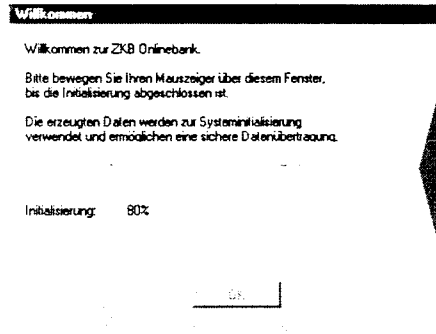 Willkommen
Willkommen zur ZKB Onlinebank.
Bitte bewegen Sie Ihren Mauszeiger über diesem Fenster,
bis die Initialisierung abgeschlossen ist.
Die erzeugten Daten werden zur Systeminitialisierung
verwendet und ermöglichen eine sichere Datenübertragung.
Initialisierung: 80%
OK